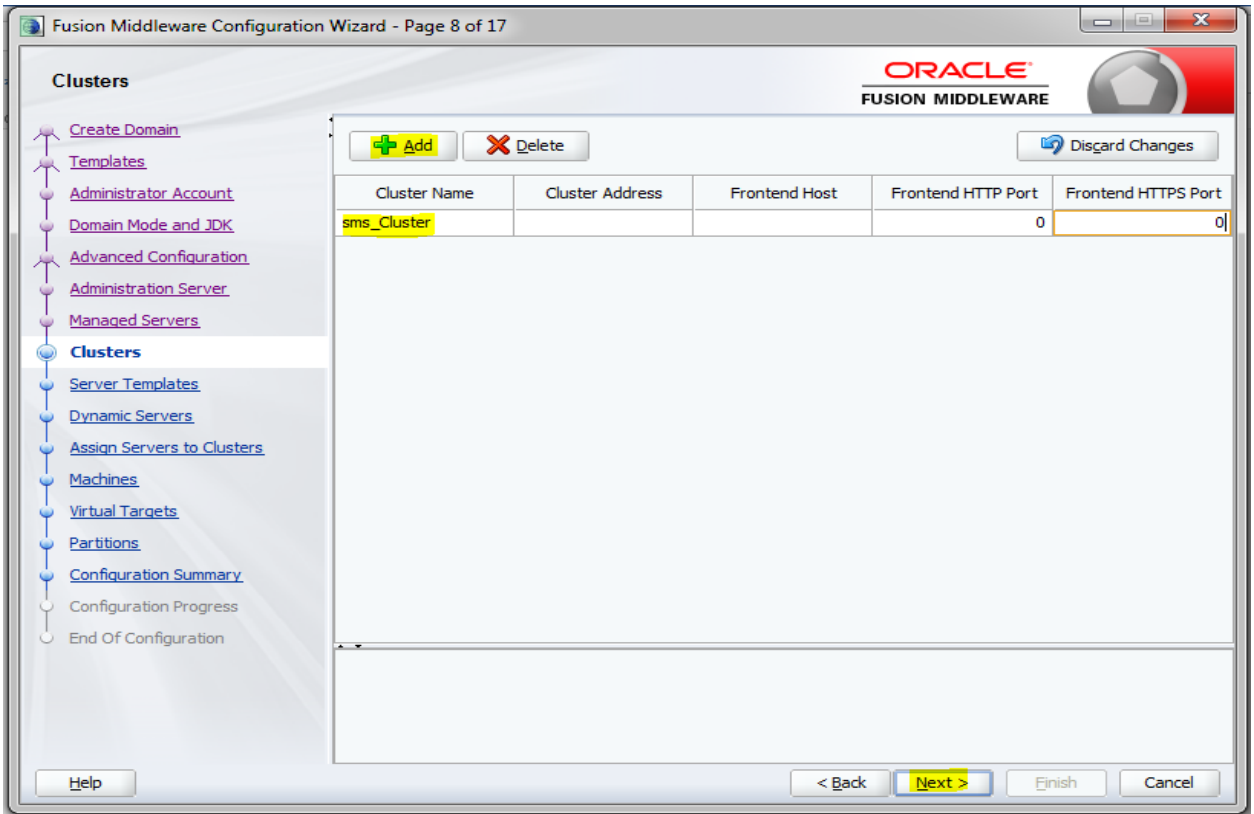 Fusion Middleware Configuration Wizard - Page 8 of 17
Clusters
ORACLE
FUSION MIDDLEWARE
Create Domain
Templates
Administrator Account
Domain Mode and JDK
Advanced Configuration
Administration Server
Managed Servers
Clusters
Server Templates
Dynamic Servers
Assign Servers to Clusters
Machines
Virtual Targets
Partitions
Configuration Summary
Configuration Progress
End Of Configuration
Add Delete Discard Changes
Cluster Name Cluster Address Frontend Host Frontend HTTP Port Frontend HTTPS Port
sms_Cluster 0 0
Help < Back Next > Finish Cancel